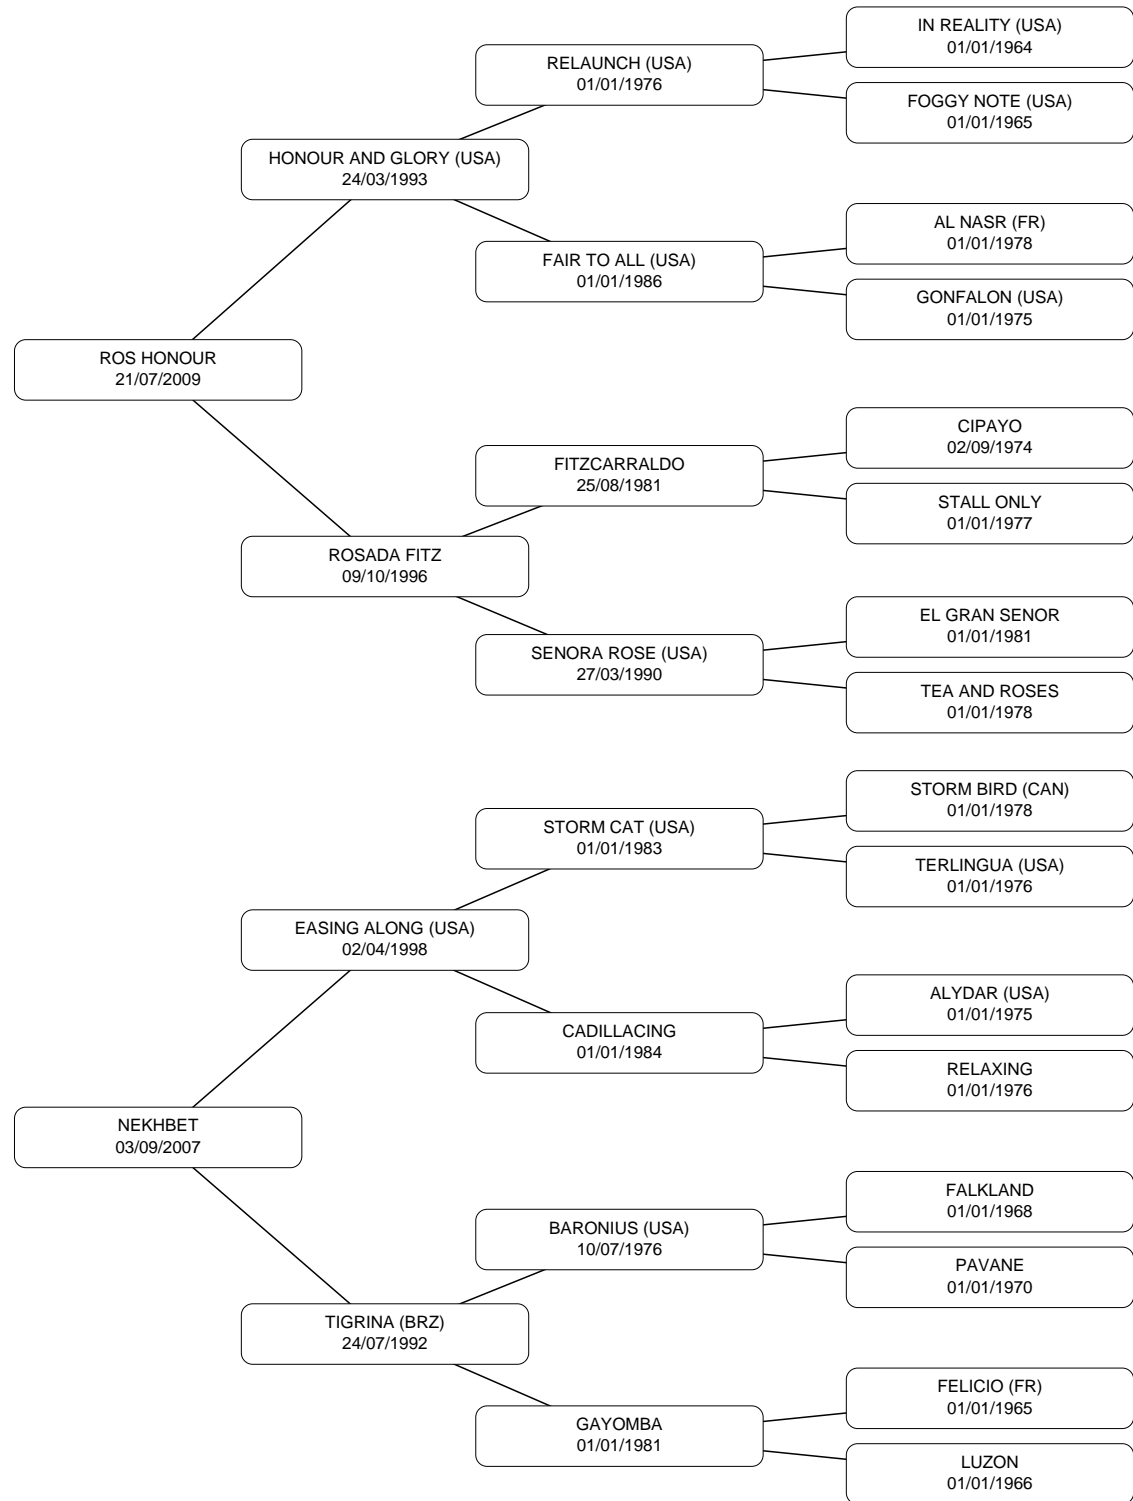 IN REALITY (USA)
01/01/1964
RELAUNCH (USA)
01/01/1976
FOGGY NOTE (USA)
01/01/1965
HONOUR AND GLORY (USA)
24/03/1993
AL NASR (FR)
01/01/1978
FAIR TO ALL (USA)
01/01/1986
GONFALON (USA)
01/01/1975
ROS HONOUR
21/07/2009
CIPAYO
02/09/1974
FITZCARRALDO
25/08/1981
STALL ONLY
01/01/1977
ROSADA FITZ
09/10/1996
EL GRAN SENOR
01/01/1981
SENORA ROSE (USA)
27/03/1990
TEA AND ROSES
01/01/1978
STORM BIRD (CAN)
01/01/1978
STORM CAT (USA)
01/01/1983
TERLINGUA (USA)
01/01/1976
EASING ALONG (USA)
02/04/1998
ALYDAR (USA)
01/01/1975
CADILLACING
01/01/1984
RELAXING
01/01/1976
NEKHBET
03/09/2007
FALKLAND
01/01/1968
BARONIUS (USA)
10/07/1976
PAVANE
01/01/1970
TIGRINA (BRZ)
24/07/1992
FELICIO (FR)
01/01/1965
GAYOMBA
01/01/1981
LUZON
01/01/1966